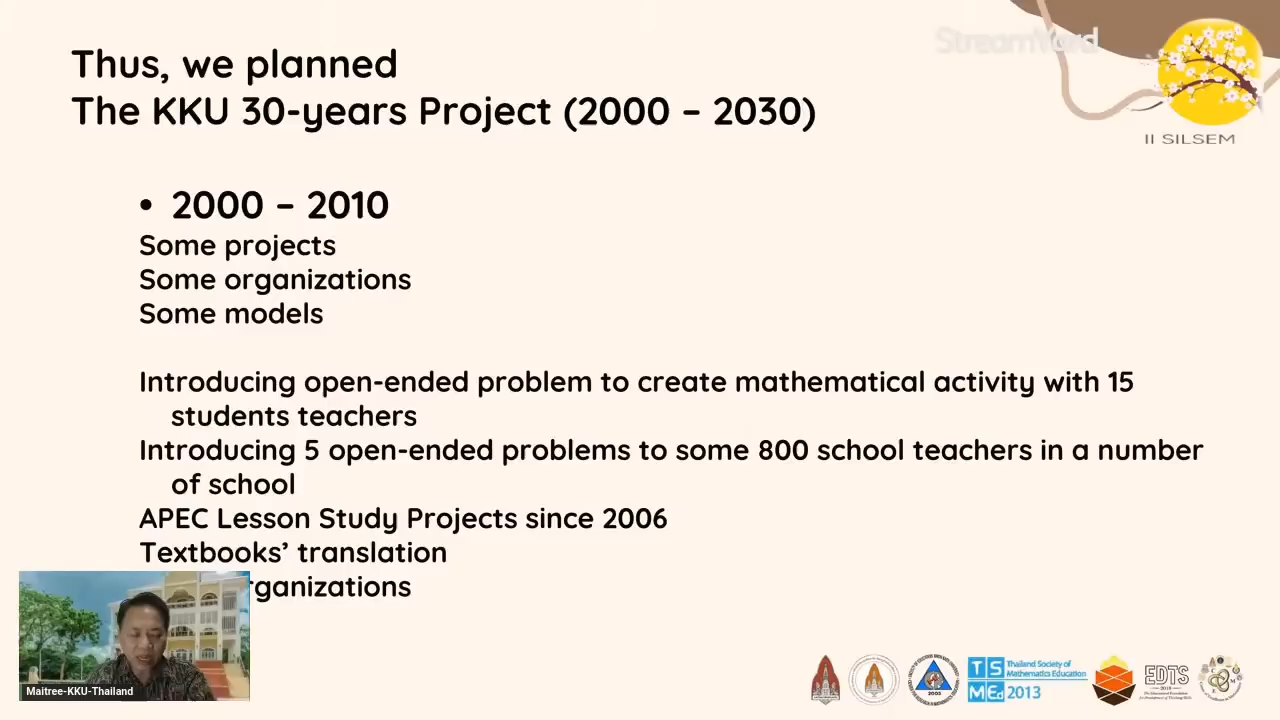 StreamYard
Thus, we planned
The KKU 30-years Project (2000 – 2030)
II SILSEM
• 2000 – 2010
Some projects
Some organizations
Some models
Introducing open-ended problem to create mathematical activity with 15
students teachers
Introducing 5 open-ended problems to some 800 school teachers in a number
of school
APEC Lesson Study Projects since 2006
Textbooks’ translation
rganizations
Maitree-KKU-Thailand
TS Thailand Society of
Mathematics Education
MEd 2013
EDTS
2003